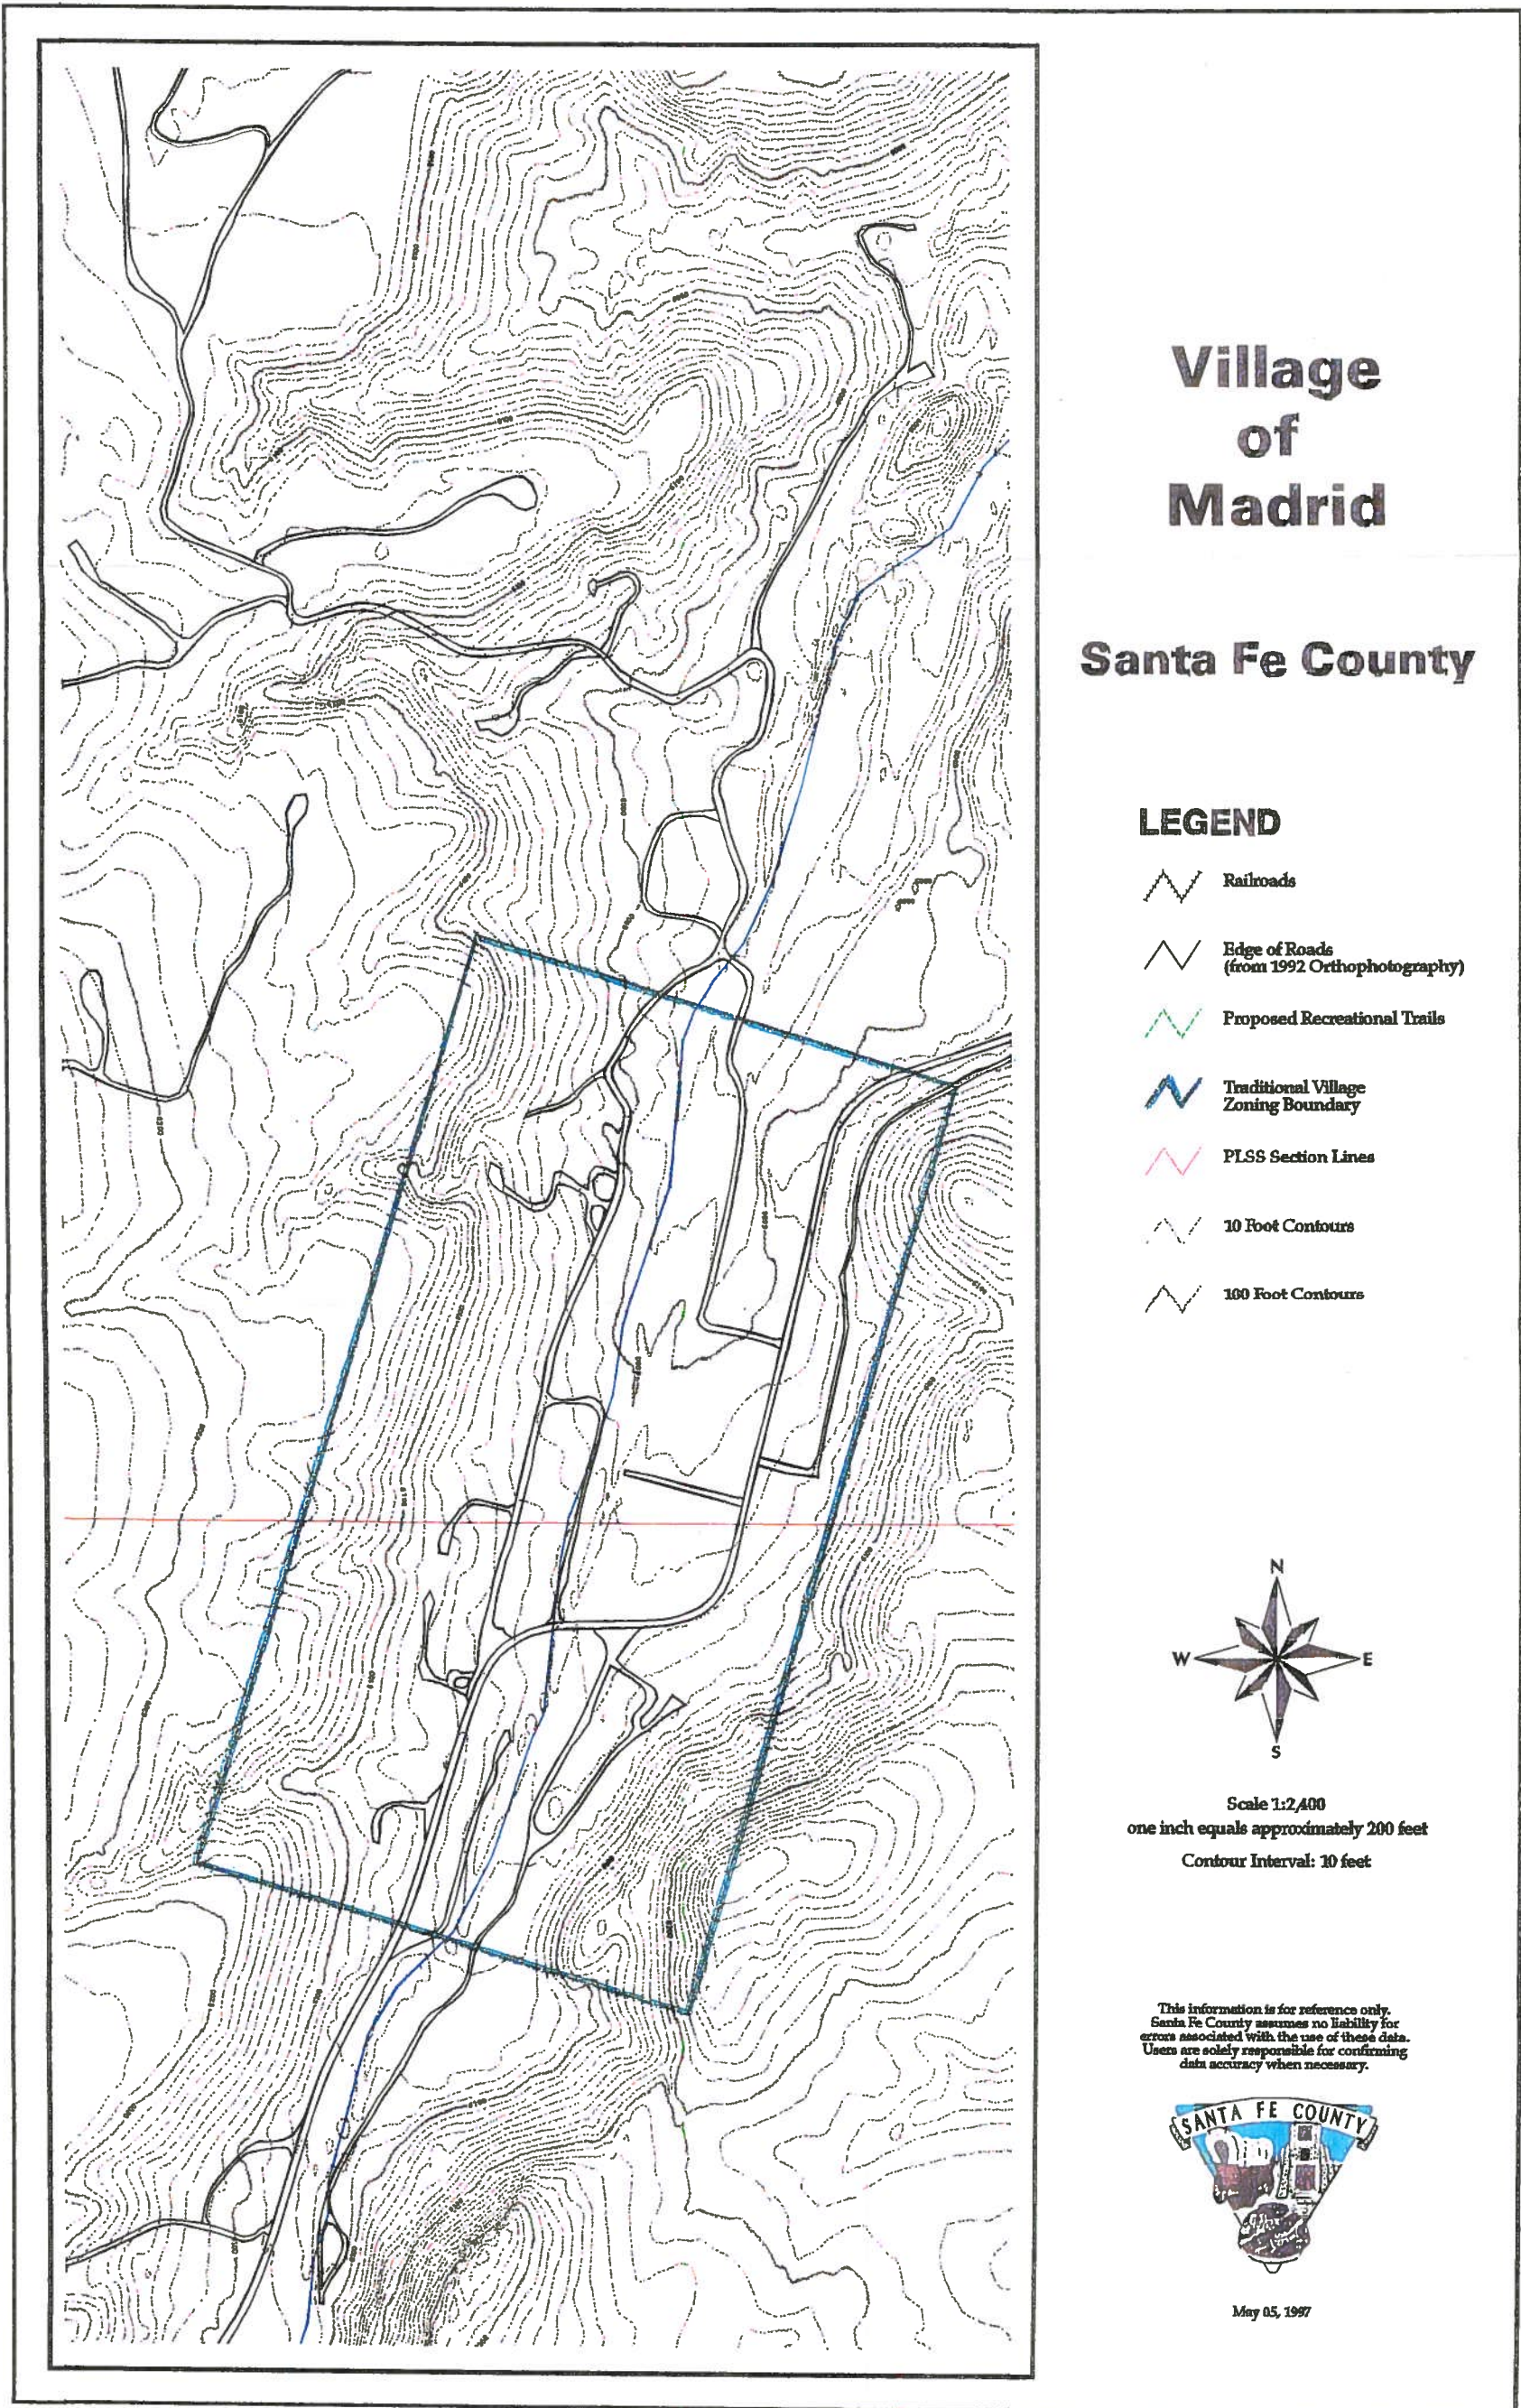 Village
of
Madrid
Santa Fe County
LEGEND
Railroads
Edge of Roads
(from 1992 Orthophotography)
Proposed Recreational Trails
Traditional Village
Zoning Boundary
PLSS Section Lines
10 Foot Contours
100 Foot Contours
N
W
E
S
Scale 1:2,400
one inch equals approximately 200 feet
Contour Interval: 10 feet
This information is for reference only.
Santa Fe County assumes no liability for
errors associated with the use of these data.
Users are solely responsible for confirming
data accuracy when necessary.
SANTA FE COUNTY
May 05, 1997